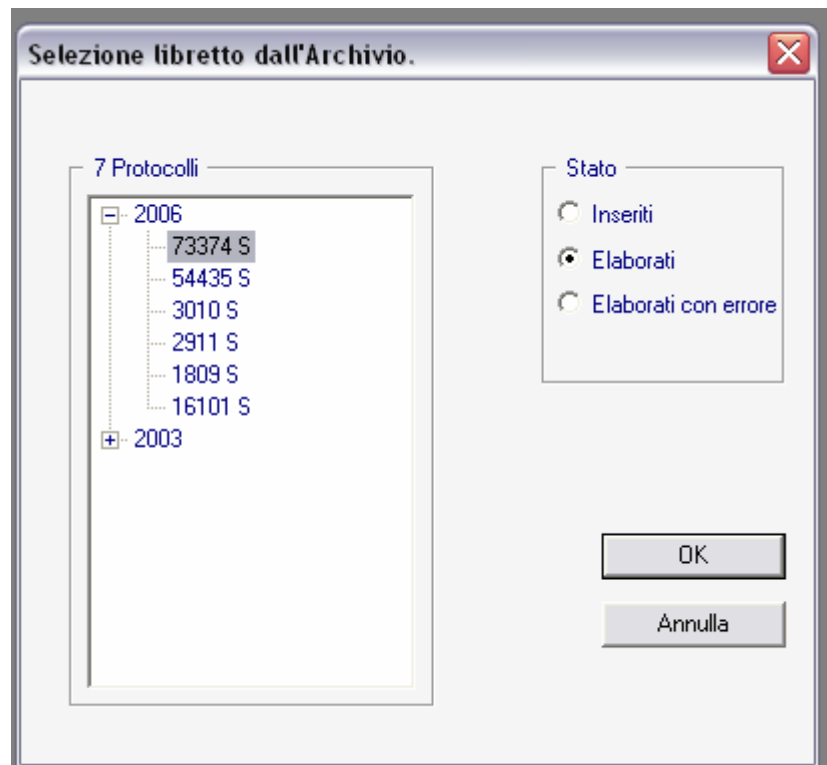 Selezione libretto dall'Archivio.
7 Protocolli
2006
73374 S
54435 S
3010 S
2911 S
1809 S
16101 S
2003
Stato
Inseriti
Elaborati
Elaborati con errore
OK
Annulla